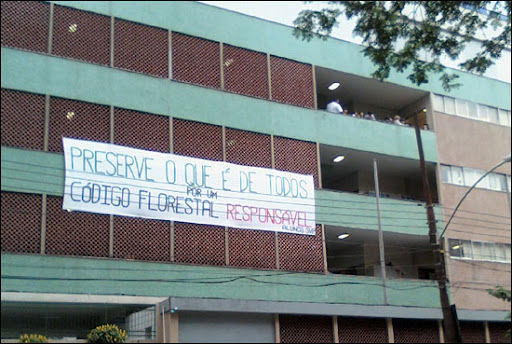 PRESERVE O QUE É DE TODOS
POR UM
CÓDIGO FLORESTAL RESPONSÁVEL